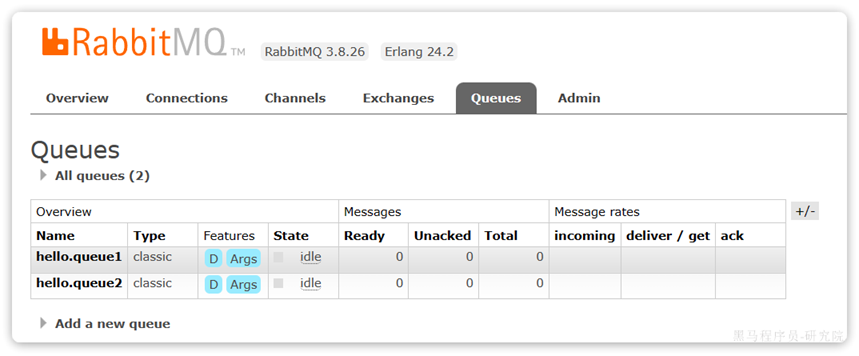 RabbitMQ TM RabbitMQ 3.8.26 Erlang 24.2
Overview Connections Channels Exchanges Queues Admin
Queues
All queues (2)
Overview Messages Message rates +/-
Name Type Features State Ready Unacked Total incoming deliver / get ack
hello.queue1 classic D Args idle 0 0 0
hello.queue2 classic D Args idle 0 0 0
Add a new queue
黑马程序员-研究院